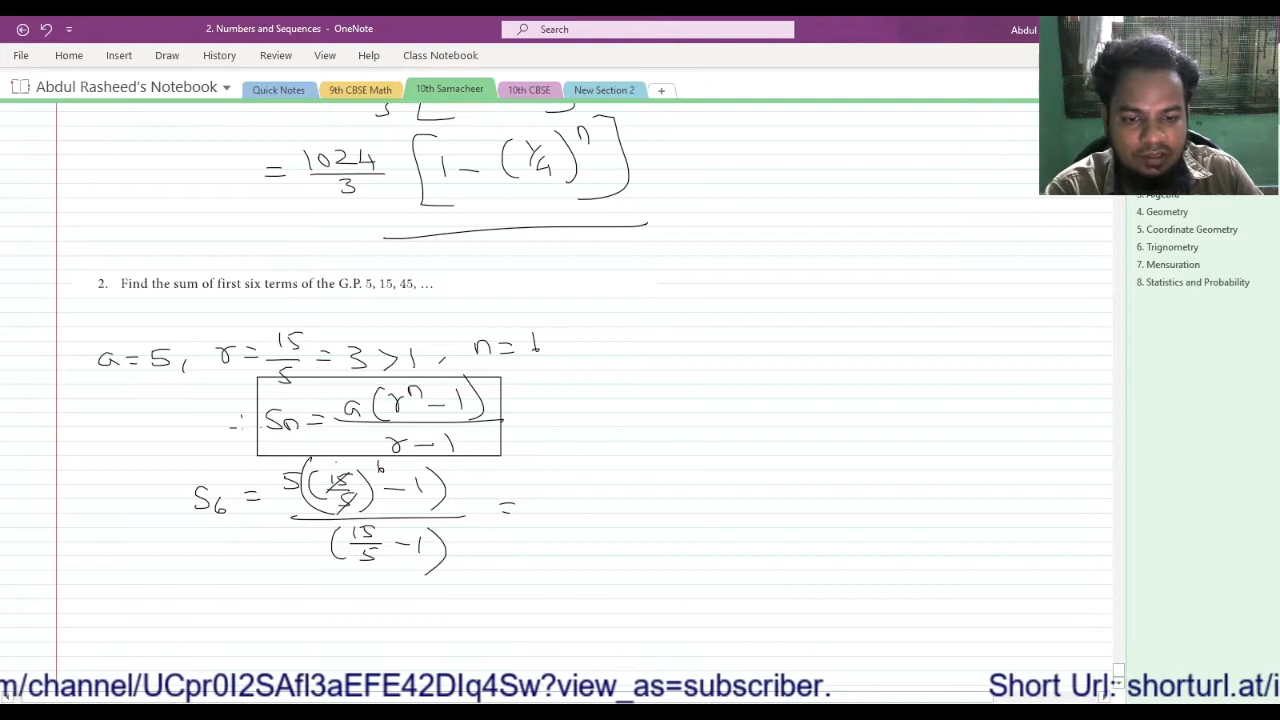 2. Numbers and Sequences - OneNote
Search
Abdul
File Home Insert Draw History Review View Help Class Notebook
Abdul Rasheed's Notebook
Quick Notes 9th CBSE Math 10th Samacheer 10th CBSE New Section 2 +
= 1024/3 [1 - (1/4)^n]
2. Find the sum of first six terms of the G.P. 5, 15, 45, …
a = 5, r = 15/5 = 3 > 1, n = 6
∴ Sn = a(r^n - 1)/r - 1
S6 = 5((15/5)^6 - 1)/(15/5 - 1) =
4. Geometry
5. Coordinate Geometry
6. Trignometry
7. Mensuration
8. Statistics and Probability
m/channel/UCpr0I2SAfI3aEFE42DIq4Sw?view_as=subscriber. Short Url: shorturl.at/i